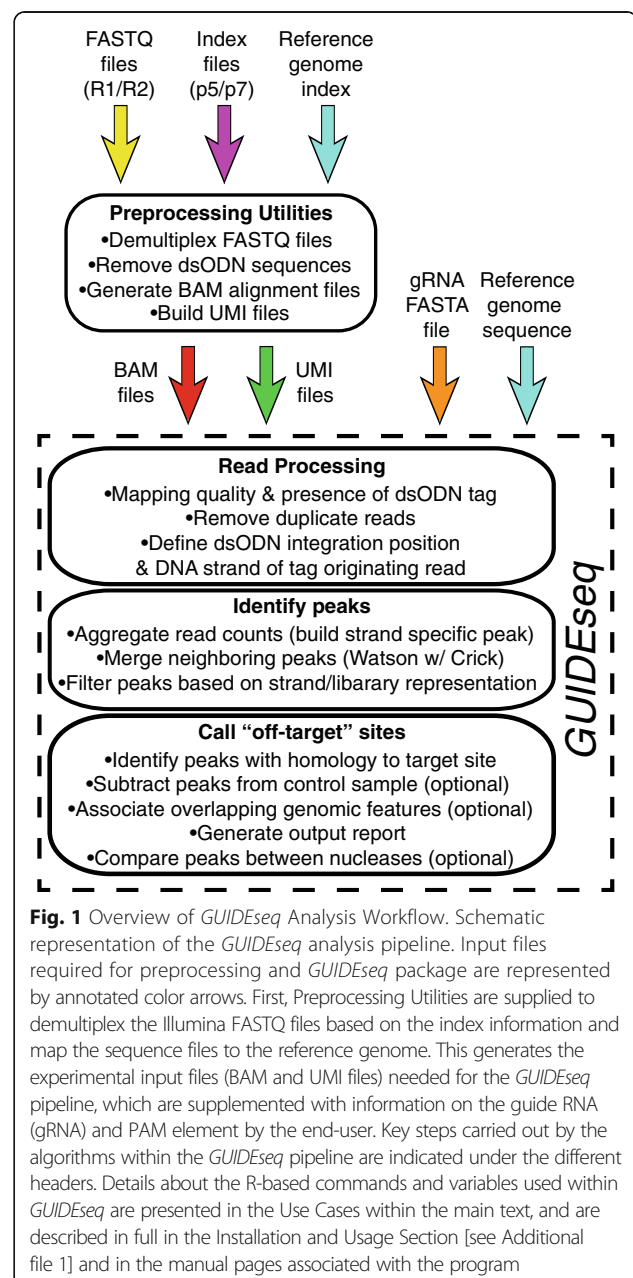 FASTQ
files
(R1/R2)
Index
files
(p5/p7)
Reference
genome
index
Preprocessing Utilities
•Demultiplex FASTQ files
•Remove dsODN sequences
•Generate BAM alignment files
•Build UMI files
gRNA
FASTA
file
Reference
genome
sequence
BAM
files
UMI
files
Read Processing
•Mapping quality & presence of dsODN tag
•Remove duplicate reads
•Define dsODN integration position
& DNA strand of tag originating read
Identify peaks
•Aggregate read counts (build strand specific peak)
•Merge neighboring peaks (Watson w/ Crick)
•Filter peaks based on strand/libarary representation
Call “off-target” sites
•Identify peaks with homology to target site
•Subtract peaks from control sample (optional)
•Associate overlapping genomic features (optional)
•Generate output report
•Compare peaks between nucleases (optional)
GUIDEseq
Fig. 1 Overview of GUIDEseq Analysis Workflow. Schematic
representation of the GUIDEseq analysis pipeline. Input files
required for preprocessing and GUIDEseq package are represented
by annotated color arrows. First, Preprocessing Utilities are supplied to
demultiplex the Illumina FASTQ files based on the index information and
map the sequence files to the reference genome. This generates the
experimental input files (BAM and UMI files) needed for the GUIDEseq
pipeline, which are supplemented with information on the guide RNA
(gRNA) and PAM element by the end-user. Key steps carried out by the
algorithms within the GUIDEseq pipeline are indicated under the different
headers. Details about the R-based commands and variables used within
GUIDEseq are presented in the Use Cases within the main text, and are
described in full in the Installation and Usage Section [see Additional
file 1] and in the manual pages associated with the program